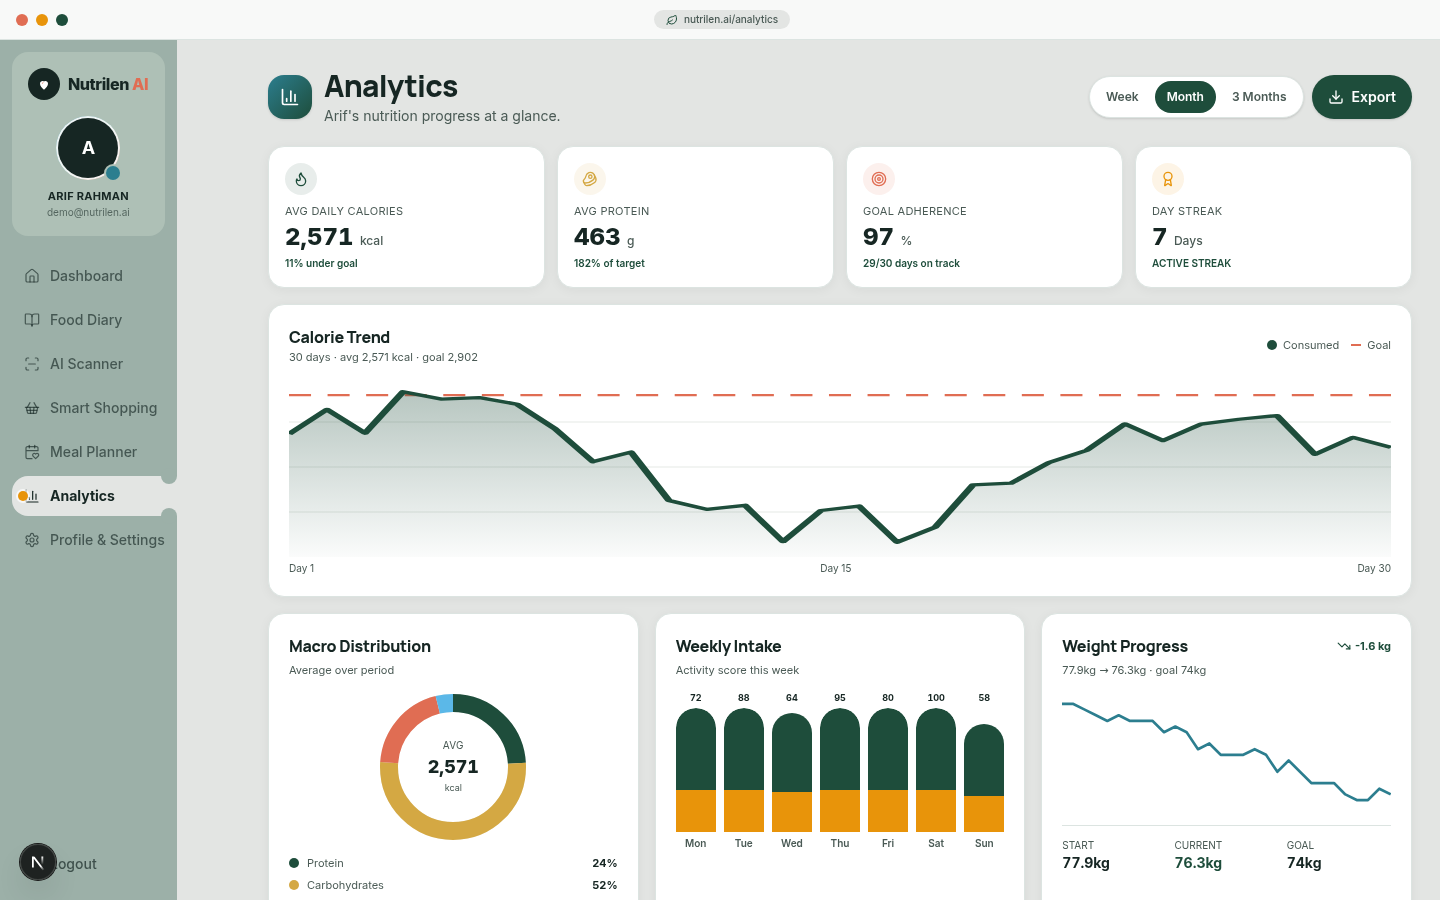 nutrilen.ai/analytics
Nutrilen AI
A
ARIF RAHMAN
demo@nutrilen.ai
Dashboard
Food Diary
AI Scanner
Smart Shopping
Meal Planner
Analytics
Profile & Settings
N
ogout
Analytics
Arif's nutrition progress at a glance.
Week Month 3 Months
Export
AVG DAILY CALORIES
2,571 kcal
11% under goal
AVG PROTEIN
463 g
182% of target
GOAL ADHERENCE
97 %
29/30 days on track
DAY STREAK
7 Days
ACTIVE STREAK
Calorie Trend
30 days · avg 2,571 kcal · goal 2,902
Consumed Goal
Day 1 Day 15 Day 30
Macro Distribution
Average over period
AVG
2,571
kcal
Protein 24%
Carbohydrates 52%
Weekly Intake
Activity score this week
72 88 64 95 80 100 58
Mon Tue Wed Thu Fri Sat Sun
Weight Progress
-1.6 kg
77.9kg → 76.3kg · goal 74kg
START CURRENT GOAL
77.9kg 76.3kg 74kg